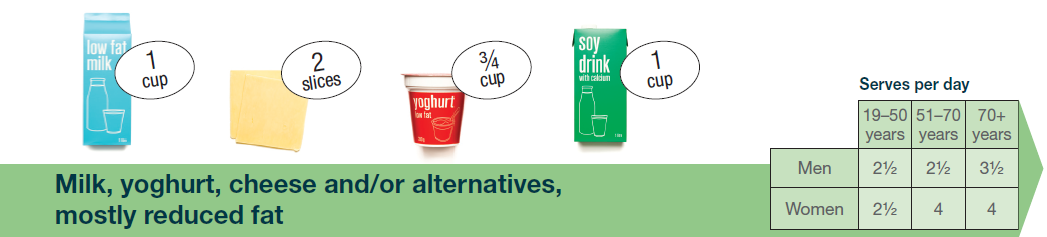 low fat
milk
1
cup
2
slices
yoghurt
low fat
¾
cup
soy
drink
with calcium
1
cup
Milk, yoghurt, cheese and/or alternatives,
mostly reduced fat
Serves per day
19–50 years 51–70 years 70+ years
Men 2½ 2½ 3½
Women 2½ 4 4